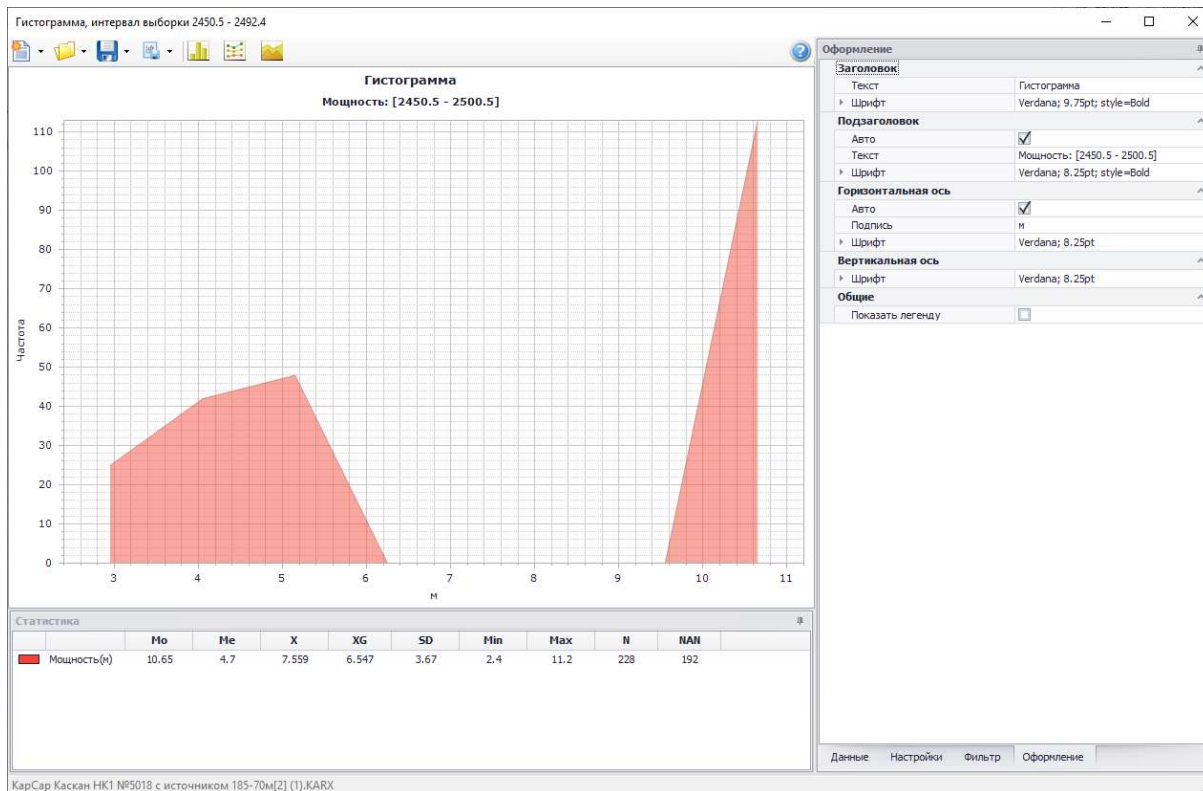 Гистограмма, интервал выборки 2450.5 - 2492.4
Гистограмма
Мощность: [2450.5 - 2500.5]
110
100
90
80
70
60
50
40
30
20
10
0
Частота
3 4 5 6 7 8 9 10 11
м
Статистика
Mo Me X XG SD Min Max N NAN
Мощность(м) 10.65 4.7 7.559 6.547 3.67 2.4 11.2 228 192
Оформление
Заголовок
Текст Гистограмма
Шрифт Verdana; 9.75pt; style=Bold
Подзаголовок
Авто
Текст Мощность: [2450.5 - 2500.5]
Шрифт Verdana; 8.25pt; style=Bold
Горизонтальная ось
Авто
Подпись м
Шрифт Verdana; 8.25pt
Вертикальная ось
Шрифт Verdana; 8.25pt
Общие
Показать легенду
Данные Настройки Фильтр Оформление
КарСар Каскан НК1 №5018 с источником 185-70м[2] (1).KARX